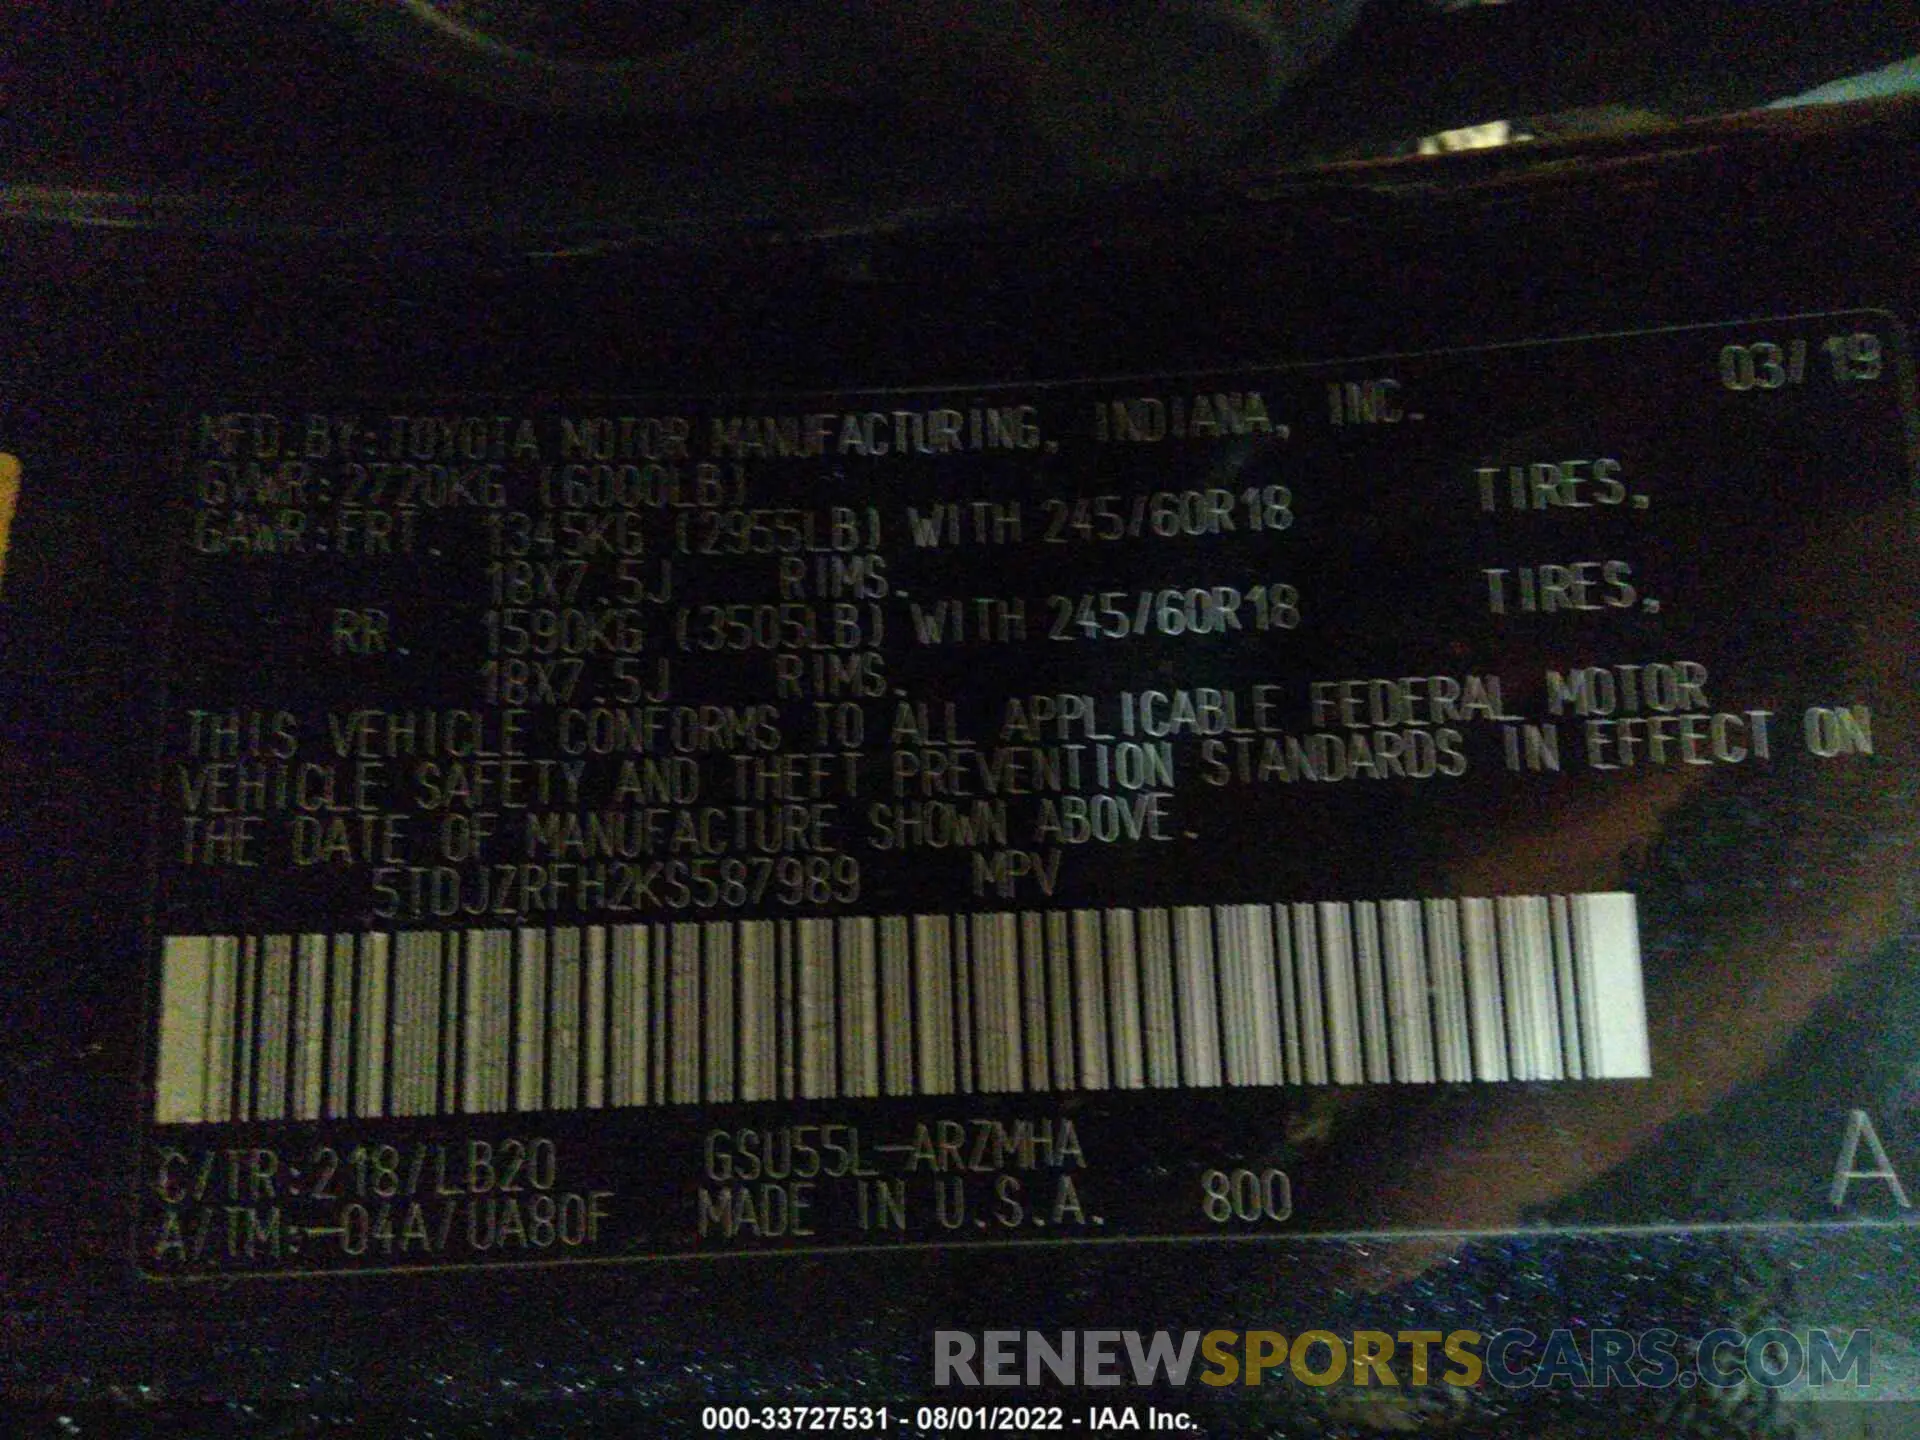 03/19
MFD.BY:TOYOTA MOTOR MANUFACTURING, INDIANA, INC.
GVWR:2720KG (6000LB)
GAWR:FRT. 1345KG (2955LB) WITH 245/60R18 TIRES,
18X7.5J RIMS.
RR. 1590KG (3505LB) WITH 245/60R18 TIRES,
18X7.5J RIMS.
THIS VEHICLE CONFORMS TO ALL APPLICABLE FEDERAL MOTOR
VEHICLE SAFETY AND THEFT PREVENTION STANDARDS IN EFFECT ON
THE DATE OF MANUFACTURE SHOWN ABOVE.
5TDJZRFH2KS587989 MPV
C/TR:218/LB20 GSU55L-ARZMHA
A/TM:-04A/UA80F MADE IN U.S.A. 800
A
RENEWSPORTSCARS.COM
000-33727531 - 08/01/2022 - IAA Inc.